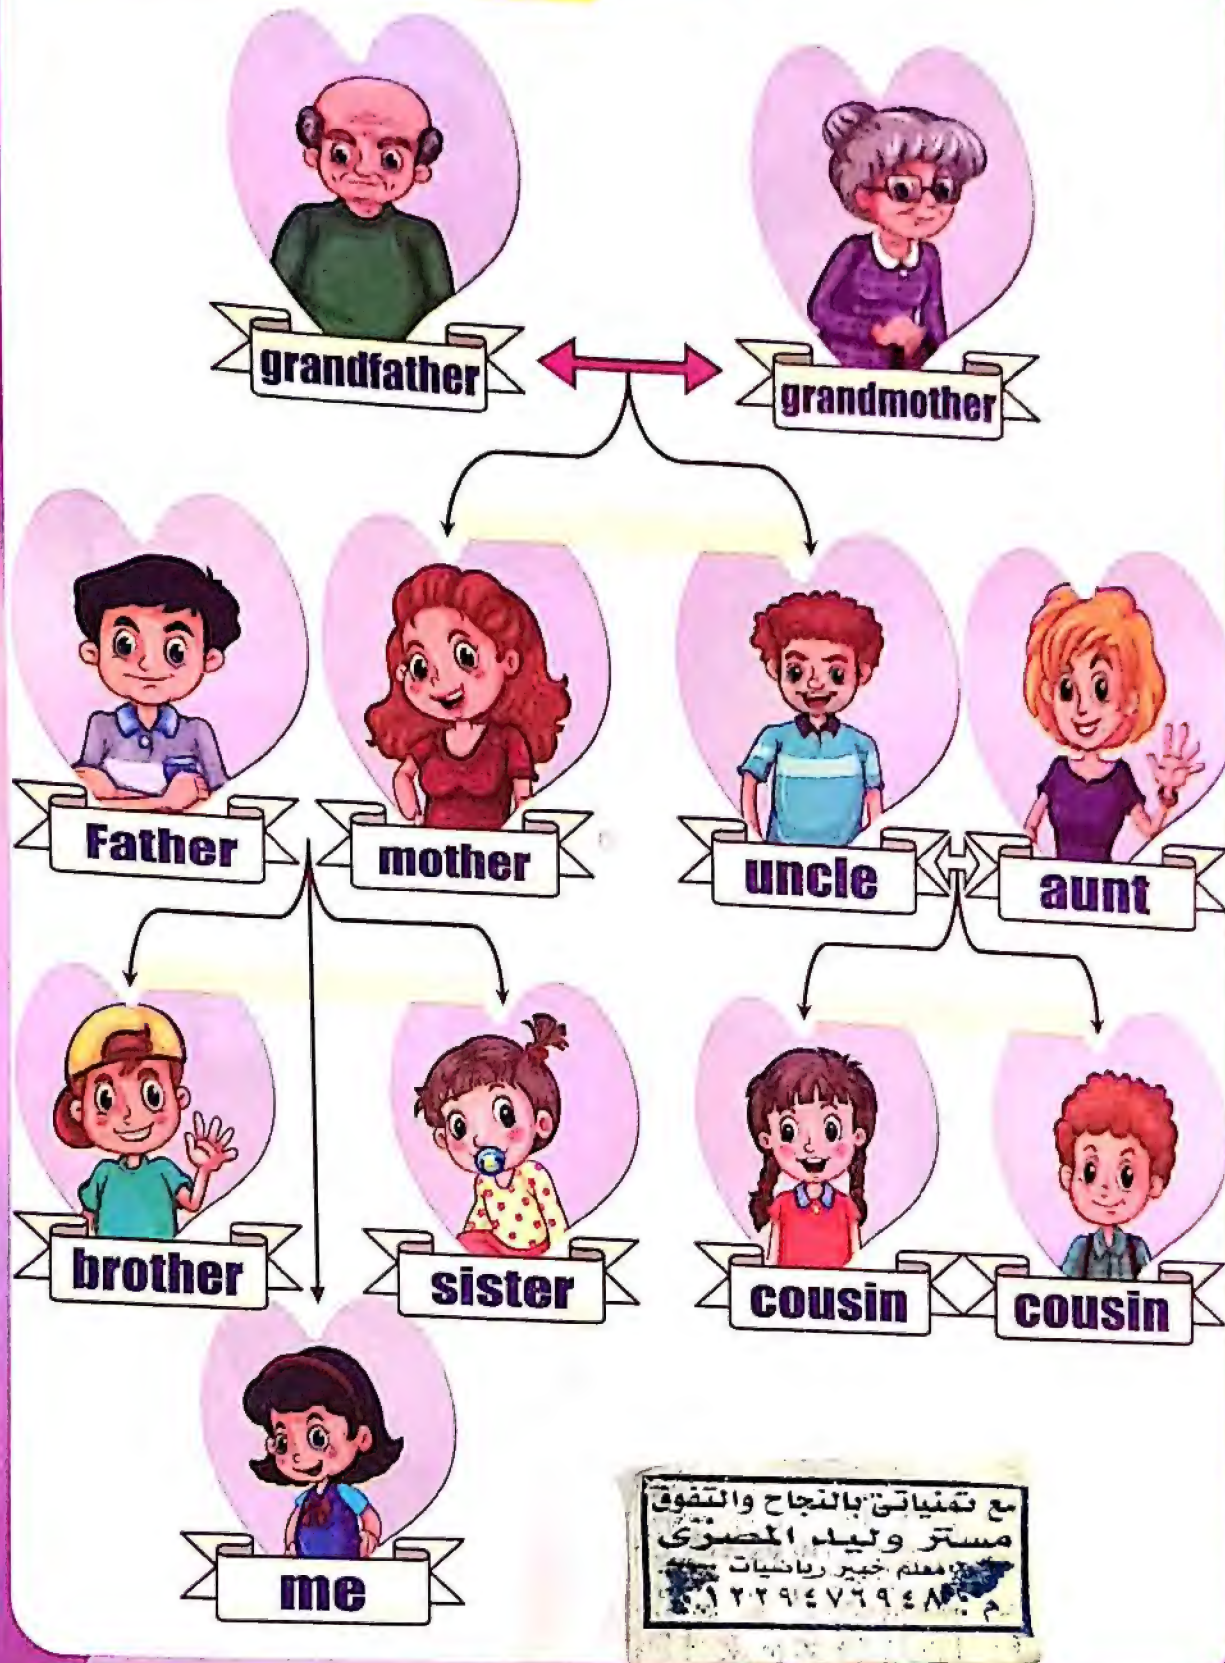 grandfather
grandmother
Father
mother
uncle
aunt
brother
sister
cousin
cousin
me
مع تمنياتى بالنجاح والتفوق
مستر وليد المصرى
معلم خبير رياضيات
م : ٠١٢٢٩٤٧٦٩٤٨